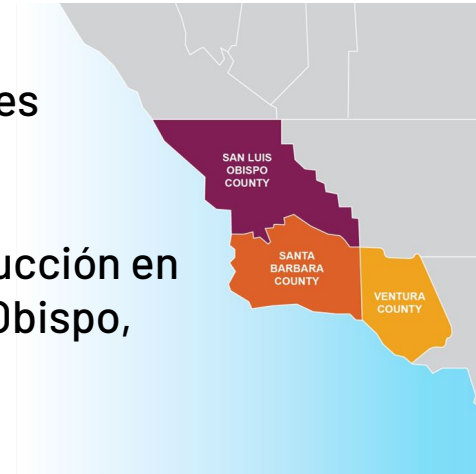 es
ucción en
Obispo,
SAN LUIS
OBISPO
COUNTY
SANTA
BARBARA
COUNTY
VENTURA
COUNTY